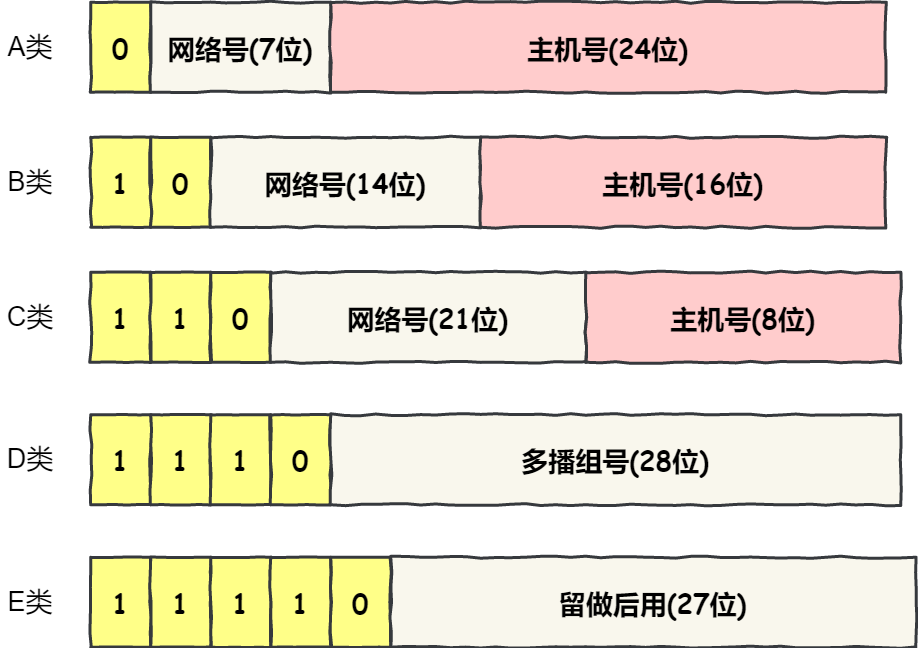 A类 0 网络号(7位) 主机号(24位)
B类 1 0 网络号(14位) 主机号(16位)
C类 1 1 0 网络号(21位) 主机号(8位)
D类 1 1 1 0 多播组号(28位)
E类 1 1 1 1 0 留做后用(27位)